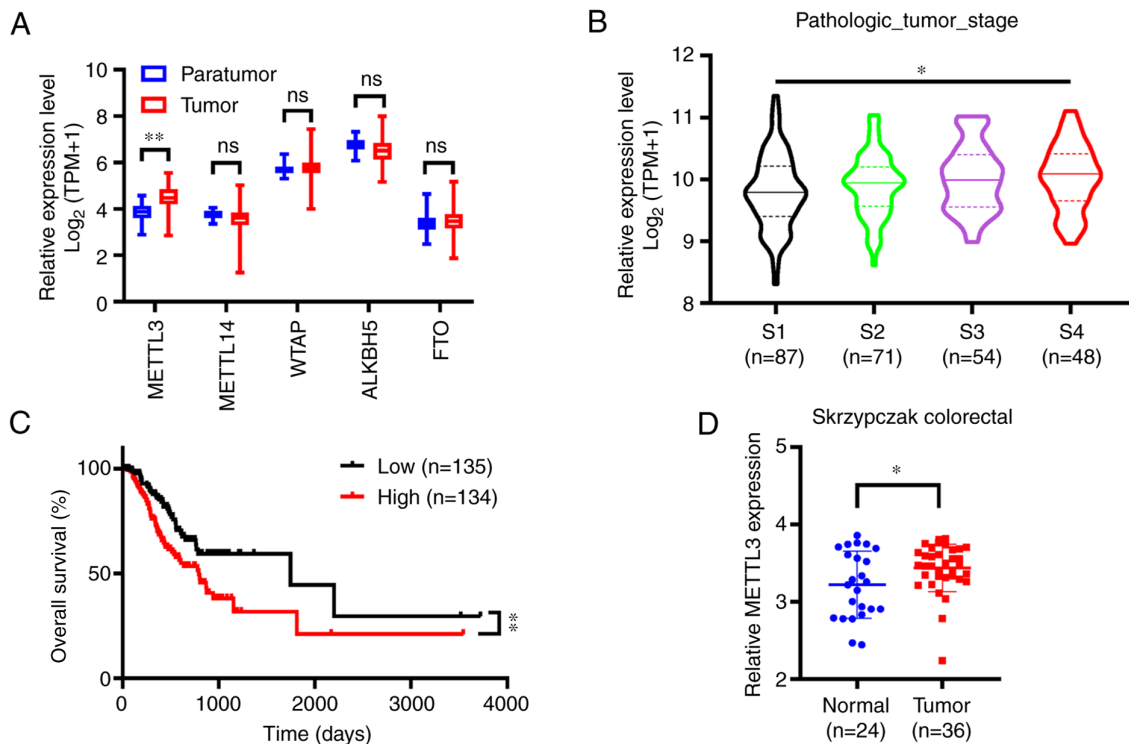 A
Relative expression level
Log2 (TPM+1)
10
8
6
4
2
0
Paratumor
Tumor
**
ns
ns
ns
ns
METTL3
METTL14
WTAP
ALKBH5
FTO
B
Pathologic_tumor_stage
Relative expression level
Log2 (TPM+1)
12
11
10
9
8
*
S1
(n=87)
S2
(n=71)
S3
(n=54)
S4
(n=48)
C
Overall survival (%)
100
50
0
Low (n=135)
High (n=134)
**
0
1000
2000
3000
4000
Time (days)
D
Skrzypczak colorectal
Relative METTL3 expression
5
4
3
2
*
Normal
(n=24)
Tumor
(n=36)